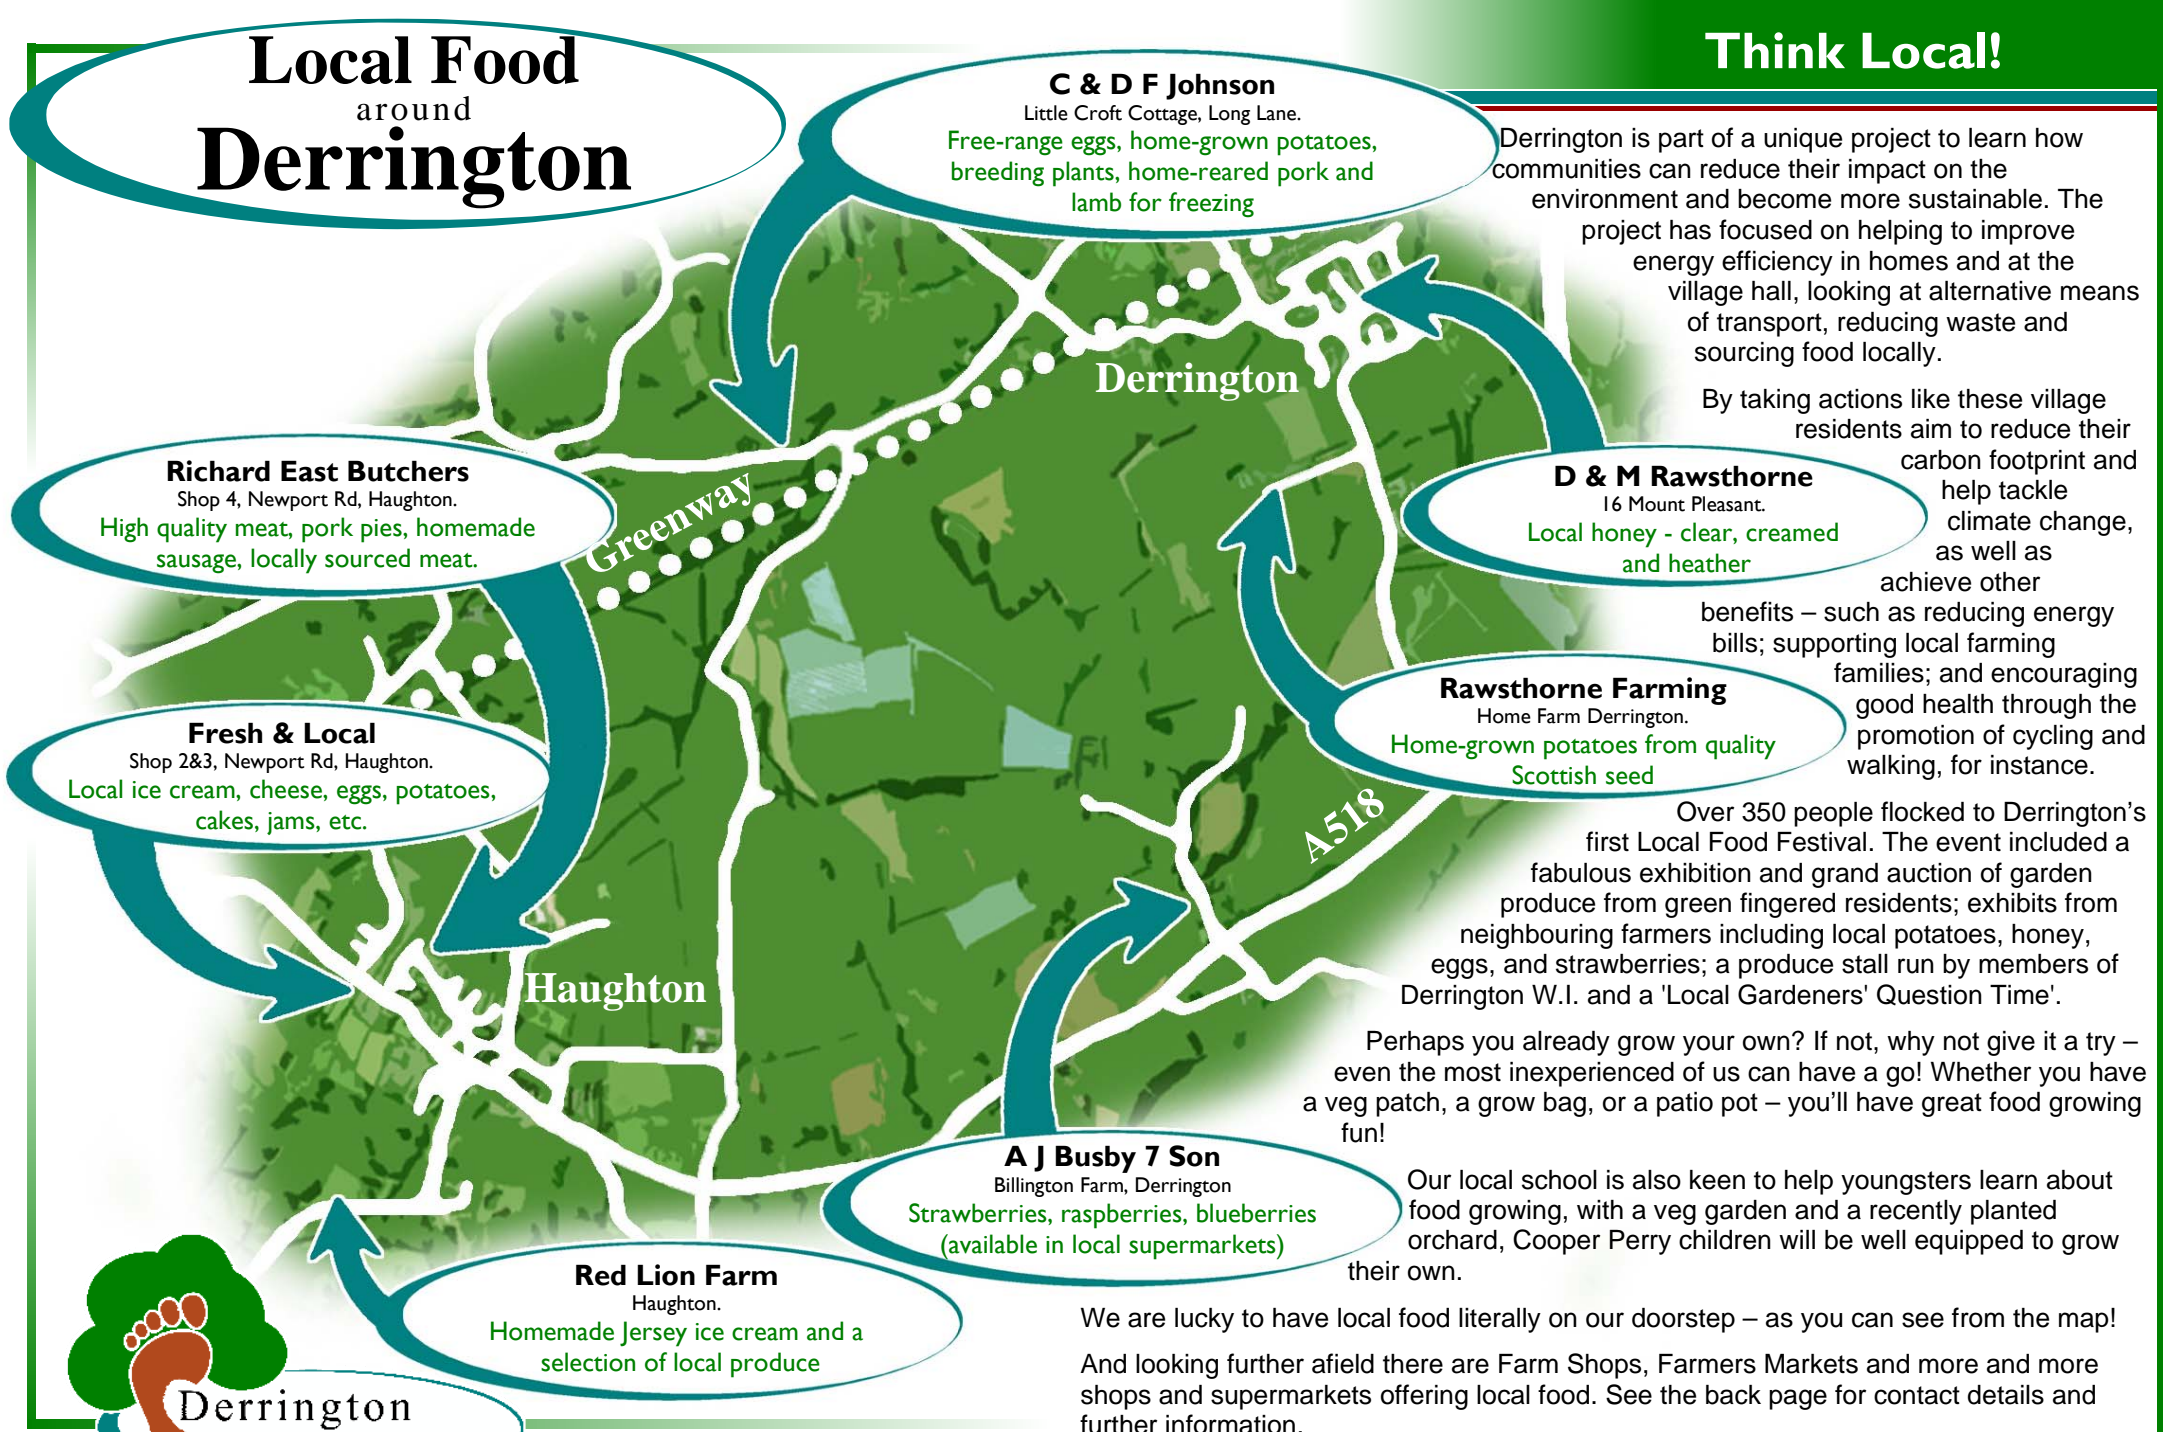 Local Food
around
Derrington
C & D F Johnson
Little Croft Cottage, Long Lane.
Free-range eggs, home-grown potatoes,
breeding plants, home-reared pork and
lamb for freezing
Richard East Butchers
Shop 4, Newport Rd, Haughton.
High quality meat, pork pies, homemade
sausage, locally sourced meat.
Fresh & Local
Shop 2&3, Newport Rd, Haughton.
Local ice cream, cheese, eggs, potatoes,
cakes, jams, etc.
Greenway
Derrington
D & M Rawsthorne
16 Mount Pleasant.
Local honey - clear, creamed
and heather
Rawsthorne Farming
Home Farm Derrington.
Home-grown potatoes from quality
Scottish seed
A518
Haughton
A J Busby 7 Son
Billington Farm, Derrington
Strawberries, raspberries, blueberries
(available in local supermarkets)
Red Lion Farm
Haughton.
Homemade Jersey ice cream and a
selection of local produce
Derrington
Think Local!
Derrington is part of a unique project to learn how
communities can reduce their impact on the
environment and become more sustainable. The
project has focused on helping to improve
energy efficiency in homes and at the
village hall, looking at alternative means
of transport, reducing waste and
sourcing food locally.
By taking actions like these village
residents aim to reduce their
carbon footprint and
help tackle
climate change,
as well as
achieve other
benefits – such as reducing energy
bills; supporting local farming
families; and encouraging
good health through the
promotion of cycling and
walking, for instance.
Over 350 people flocked to Derrington’s
first Local Food Festival. The event included a
fabulous exhibition and grand auction of garden
produce from green fingered residents; exhibits from
neighbouring farmers including local potatoes, honey,
eggs, and strawberries; a produce stall run by members of
Derrington W.I. and a 'Local Gardeners' Question Time'.
Perhaps you already grow your own? If not, why not give it a try –
even the most inexperienced of us can have a go! Whether you have
a veg patch, a grow bag, or a patio pot – you’ll have great food growing
fun!
Our local school is also keen to help youngsters learn about
food growing, with a veg garden and a recently planted
orchard, Cooper Perry children will be well equipped to grow
their own.
We are lucky to have local food literally on our doorstep – as you can see from the map!
And looking further afield there are Farm Shops, Farmers Markets and more and more
shops and supermarkets offering local food. See the back page for contact details and
further information.